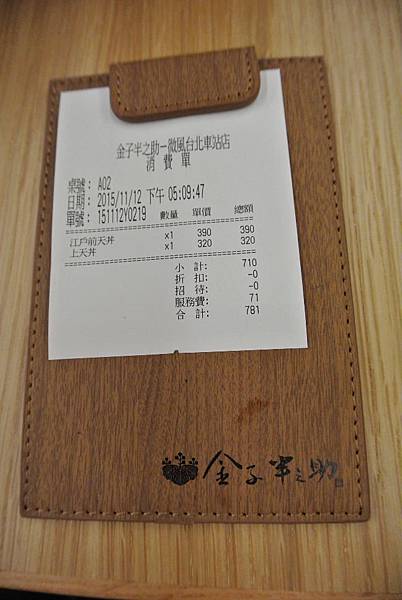 金子半之助－微風台北車站店
消費單
桌號: A02
日期: 2015/11/12 下午 05:09:47
單號: 151112Y0219 數量 單價 總額
江戶前天丼 x1 390 390
上天丼 x1 320 320
小 計: 710
折 扣: -0
招 待: -0
服務費: 71
合 計: 781
金子半之助